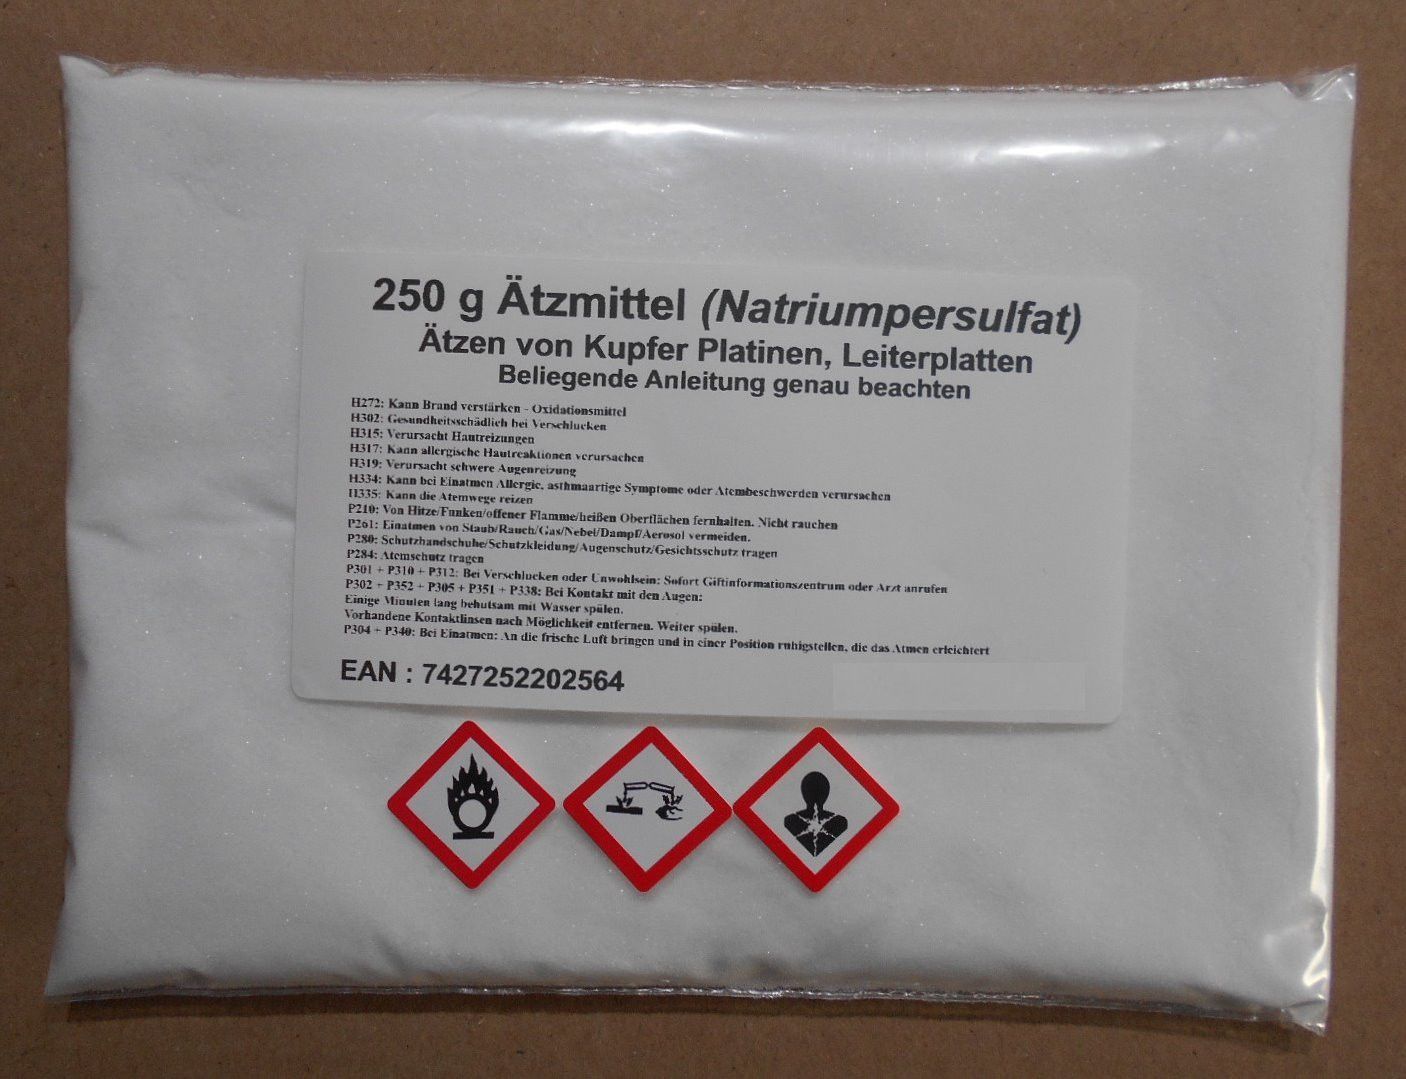 250 g Ätzmittel (Natriumpersulfat)
Ätzen von Kupfer Platinen, Leiterplatten
Beliegende Anleitung genau beachten
H272: Kann Brand verstärken - Oxidationsmittel
H302: Gesundheitsschädlich bei Verschlucken
H315: Verursacht Hautreizungen
H317: Kann allergische Hautreaktionen verursachen
H319: Verursacht schwere Augenreizung
H334: Kann bei Einatmen Allergie, asthmaartige Symptome oder Atembeschwerden verursachen
H335: Kann die Atemwege reizen
P210: Von Hitze/Funken/offener Flamme/heißen Oberflächen fernhalten. Nicht rauchen
P261: Einatmen von Staub/Rauch/Gas/Nebel/Dampf/Aerosol vermeiden.
P280: Schutzhandschuhe/Schutzkleidung/Augenschutz/Gesichtsschutz tragen
P284: Atemschutz tragen
P301 + P310 + P312: Bei Verschlucken oder Unwohlsein: Sofort Giftinformationszentrum oder Arzt anrufen
P302 + P352 + P305 + P351 + P338: Bei Kontakt mit den Augen:
Einige Minuten lang behutsam mit Wasser spülen.
Vorhandene Kontaktlinsen nach Möglichkeit entfernen. Weiter spülen.
P304 + P340: Bei Einatmen: An die frische Luft bringen und in einer Position ruhigstellen, die das Atmen erleichtert
EAN : 7427252202564